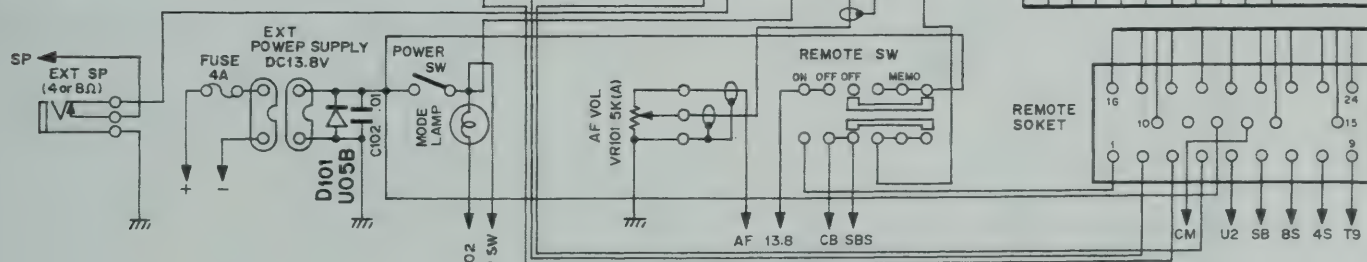 SP
EXT SP
(4 or 8Ω)
FUSE
4A
+
-
EXT
POWEP SUPPLY
DC13.8V
D101
U05B
C102 .01
POWER
SW
MODE
LAMP
02
SW
AF VOL
VR101 5K(A)
REMOTE SW
ON OFF OFF MEMO
AF 13.8 CB SBS
REMOTE
SOKET
16 24
10 15
1 9
CM U2 SB 8S 4S T9